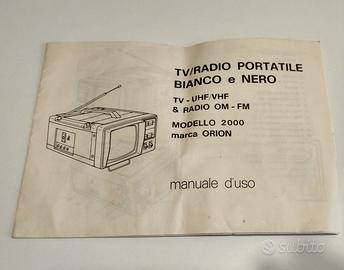 TV/RADIO PORTATILE
BIANCO e NERO
TV - UHF/VHF
& RADIO OM - FM
MODELLO 2000
marca ORION
manuale d'uso
subito